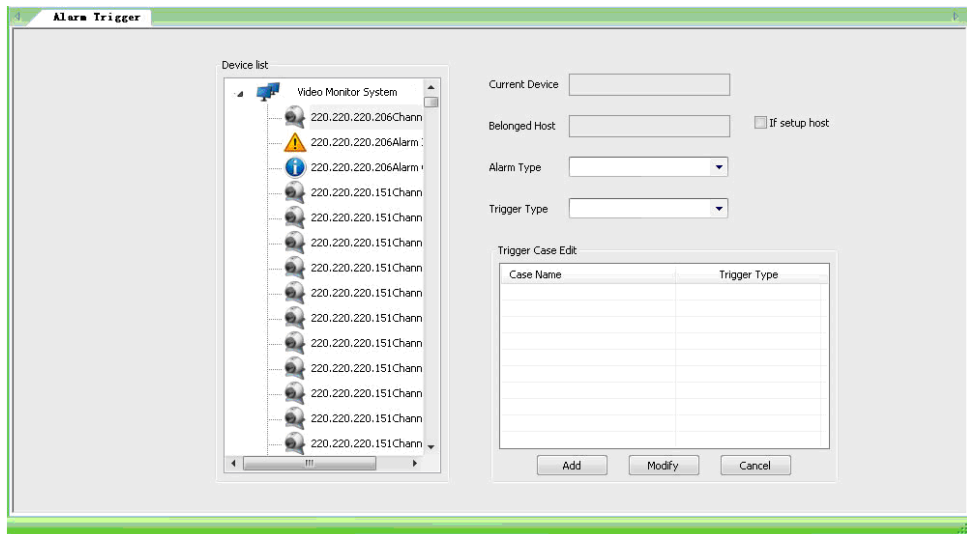 Alarm Trigger
Device list
Video Monitor System
220.220.220.206Chann
220.220.220.206Alarm
220.220.220.206Alarm
220.220.220.151Chann
220.220.220.151Chann
220.220.220.151Chann
220.220.220.151Chann
220.220.220.151Chann
220.220.220.151Chann
220.220.220.151Chann
220.220.220.151Chann
220.220.220.151Chann
220.220.220.151Chann
220.220.220.151Chann
Current Device
Belonged Host
If setup host
Alarm Type
Trigger Type
Trigger Case Edit
Case Name Trigger Type
Add Modify Cancel